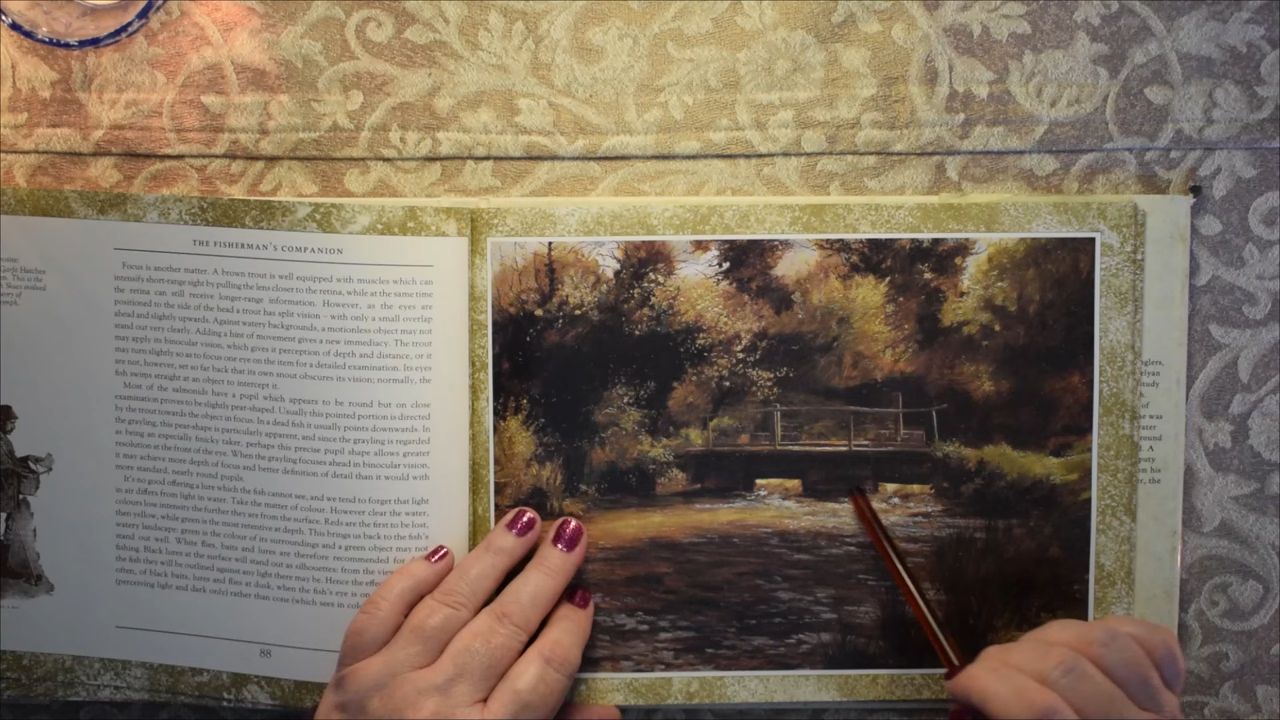 THE FISHERMAN'S COMPANION
Focus is another matter. A brown trout is well equipped with muscles which can
intensify short-range sight by pulling the lens closer to the retina, while at the same time
the retina can still receive longer-range information. However, as the eyes are
positioned to the side of the head a trout has split vision – with only a small overlap
ahead and slightly upwards. Against watery backgrounds, a motionless object may not
stand out very clearly. Adding a hint of movement gives a new immediacy. The trout
may apply its binocular vision, which gives it perception of depth and distance, or it
may turn slightly so as to focus one eye on the item for a detailed examination. Its eyes
are not, however, set so far back that its own snout obscures its vision; normally, the
fish swims straight at an object to intercept it.
Most of the salmonids have a pupil which appears to be round but on close
examination proves to be slightly pear-shaped. Usually this pointed portion is directed
by the trout towards the object in focus. In a dead fish it usually points downwards. In
the grayling, this pear-shape is particularly apparent, and since the grayling is regarded
as being an especially finicky taker, perhaps this precise pupil shape allows greater
resolution at the front of the eye. When the grayling focuses ahead in binocular vision,
it may achieve more depth of focus and better definition of detail than it would with
more standard, nearly round pupils.
It's no good offering a lure which the fish cannot see, and we tend to forget that light
in air differs from light in water. Take the matter of colour. However clear the water,
colours lose intensity the further they are from the surface. Reds are the first to be lost,
then yellow, while green is the most retentive at depth. This brings us back to the fish's
watery landscape: green is the colour of its surroundings and a green object may not
stand out well. White flies, baits and lures are therefore recommended for
fishing. Black lures at the surface will stand out as silhouettes: from the
the fish they will be outlined against any light there may be. Hence the
often, of black baits, lures and flies at dusk, when the fish's eye is on
(perceiving light and dark only) rather than cone (which sees in
88
Hatches
This is the
Sloan
of
of
was
A
his
the